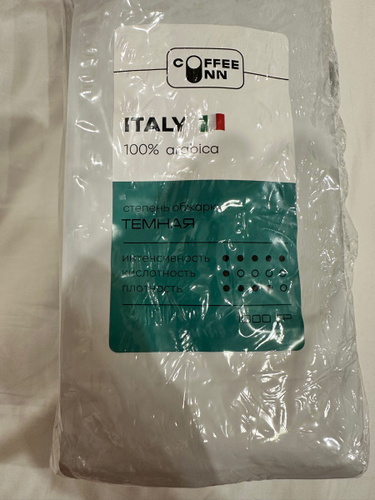 COFFEE
INN
ITALY
100% arabica
степень обжарки
ТЕМНАЯ
интенсивность
кислотность
плотность